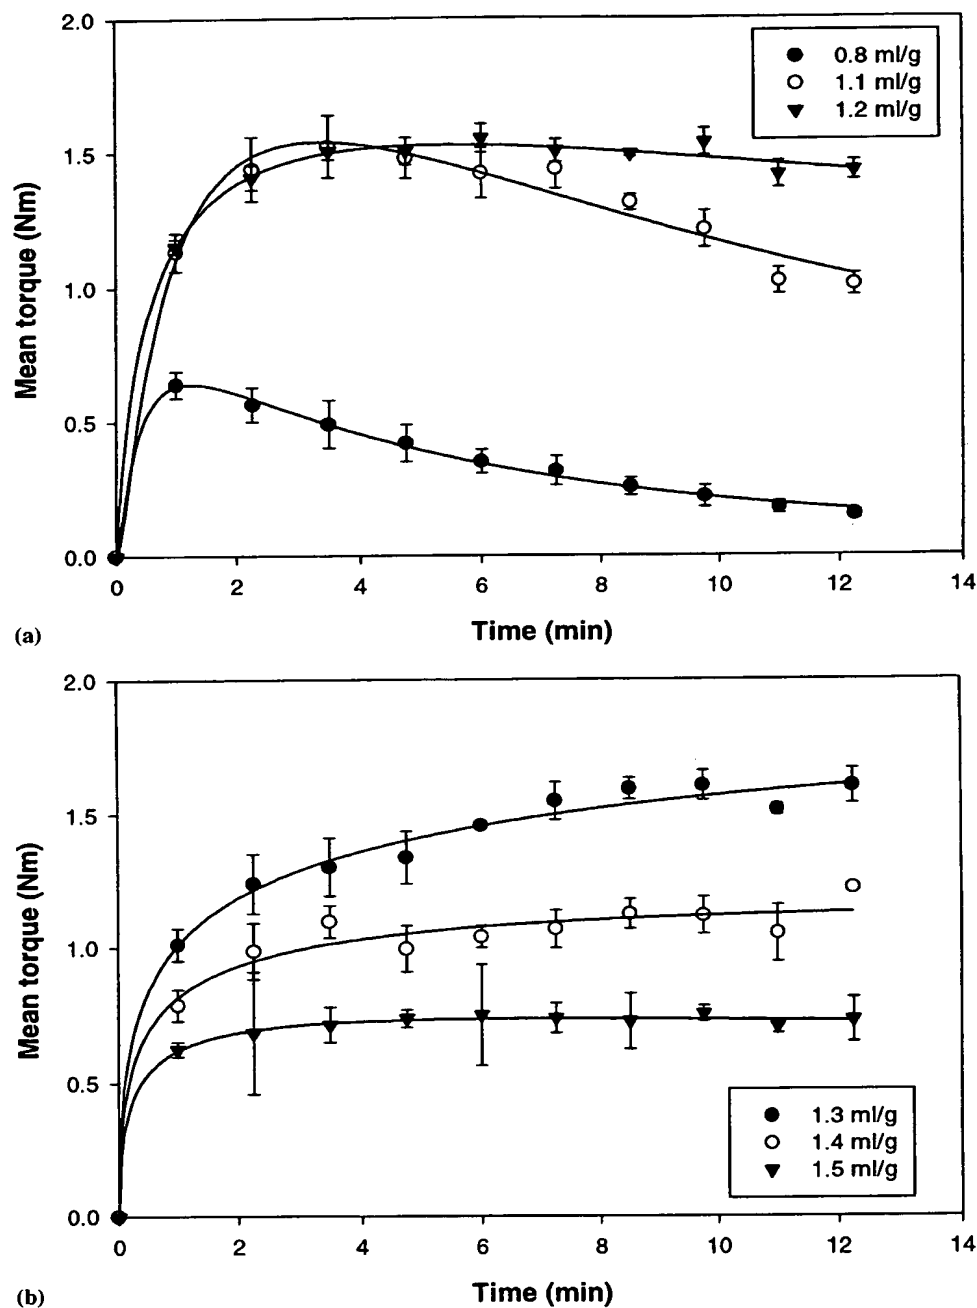 (a)
2.0
1.5
1.0
0.5
0.0
Mean torque (Nm)
0.8 ml/g
1.1 ml/g
1.2 ml/g
0 2 4 6 8 10 12 14
Time (min)
(b)
2.0
1.5
1.0
0.5
0.0
Mean torque (Nm)
1.3 ml/g
1.4 ml/g
1.5 ml/g
0 2 4 6 8 10 12 14
Time (min)